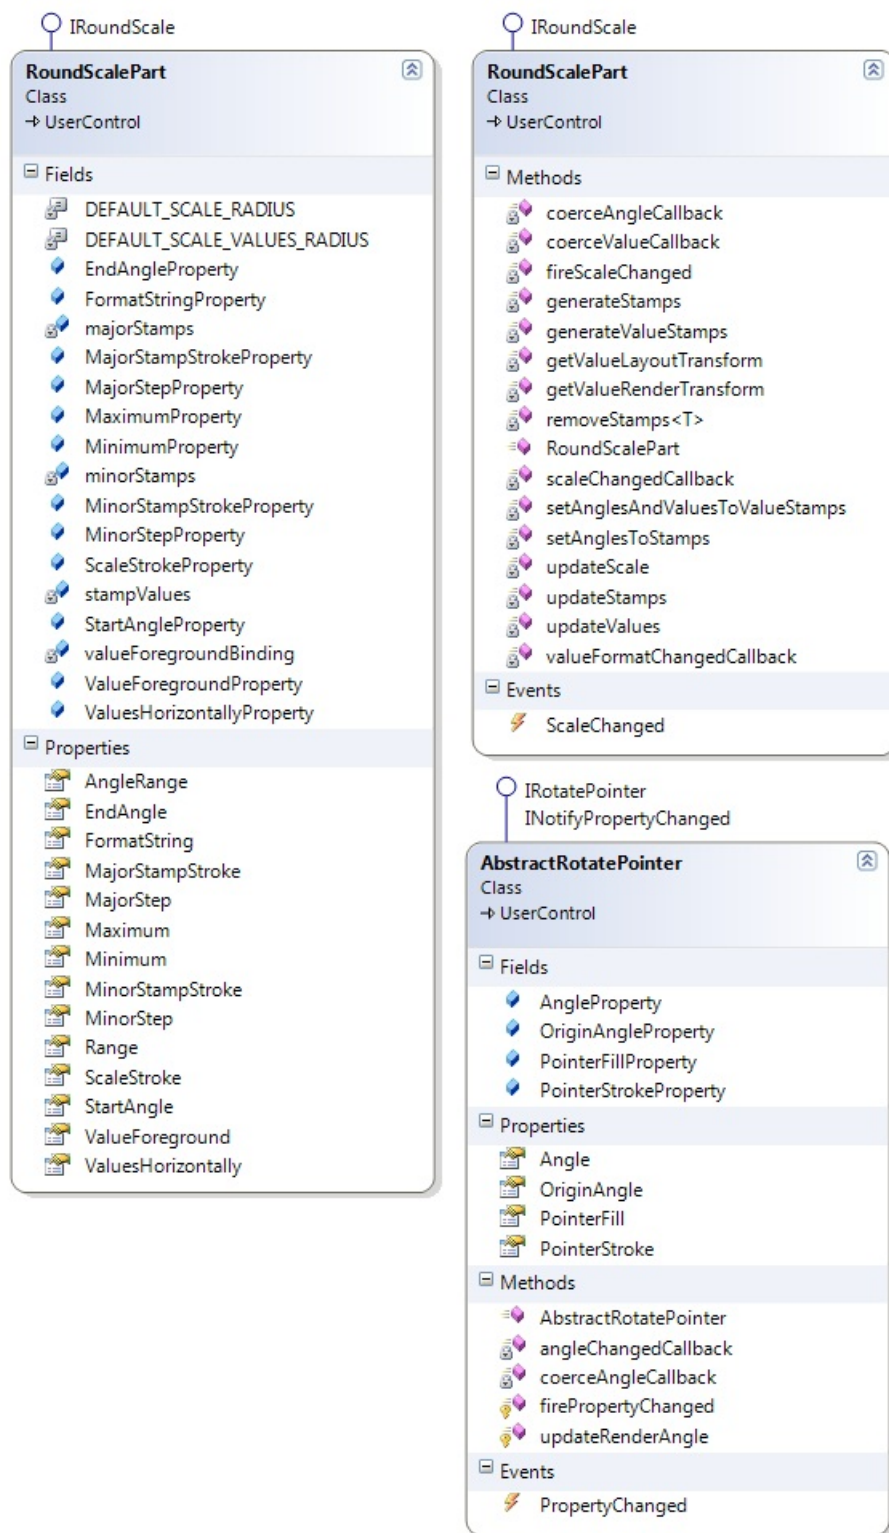 IRoundScale
RoundScalePart
Class
UserControl
Fields
DEFAULT_SCALE_RADIUS
DEFAULT_SCALE_VALUES_RADIUS
EndAngleProperty
FormatStringProperty
majorStamps
MajorStampStrokeProperty
MajorStepProperty
MaximumProperty
MinimumProperty
minorStamps
MinorStampStrokeProperty
MinorStepProperty
ScaleStrokeProperty
stampValues
StartAngleProperty
valueForegroundBinding
ValueForegroundProperty
ValuesHorizontallyProperty
Properties
AngleRange
EndAngle
FormatString
MajorStampStroke
MajorStep
Maximum
Minimum
MinorStampStroke
MinorStep
Range
ScaleStroke
StartAngle
ValueForeground
ValuesHorizontally
IRoundScale
RoundScalePart
Class
UserControl
Methods
coerceAngleCallback
coerceValueCallback
fireScaleChanged
generateStamps
generateValueStamps
getValueLayoutTransform
getValueRenderTransform
removeStamps<T>
RoundScalePart
scaleChangedCallback
setAnglesAndValuesToValueStamps
setAnglesToStamps
updateScale
updateStamps
updateValues
valueFormatChangedCallback
Events
ScaleChanged
IRotatePointer
INotifyPropertyChanged
AbstractRotatePointer
Class
UserControl
Fields
AngleProperty
OriginAngleProperty
PointerFillProperty
PointerStrokeProperty
Properties
Angle
OriginAngle
PointerFill
PointerStroke
Methods
AbstractRotatePointer
angleChangedCallback
coerceAngleCallback
firePropertyChanged
updateRenderAngle
Events
PropertyChanged